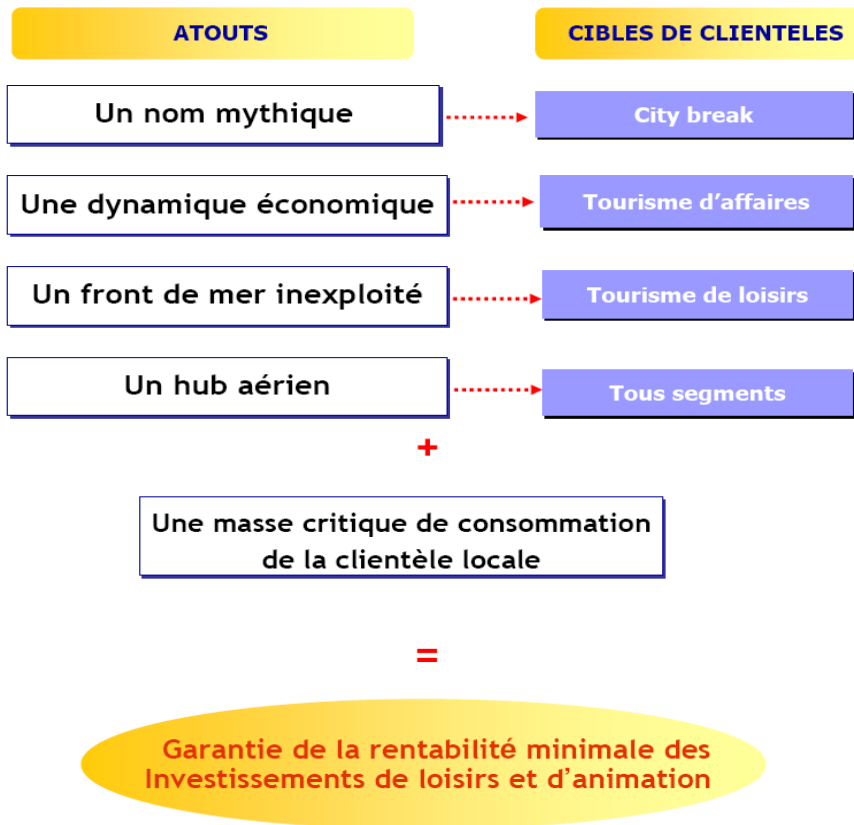 ATOUTS
CIBLES DE CLIENTELES
Un nom mythique
City break
Une dynamique économique
Tourisme d’affaires
Un front de mer inexploité
Tourisme de loisirs
Un hub aérien
Tous segments
+
Une masse critique de consommation
de la clientèle locale
=
Garantie de la rentabilité minimale des
Investissements de loisirs et d’animation